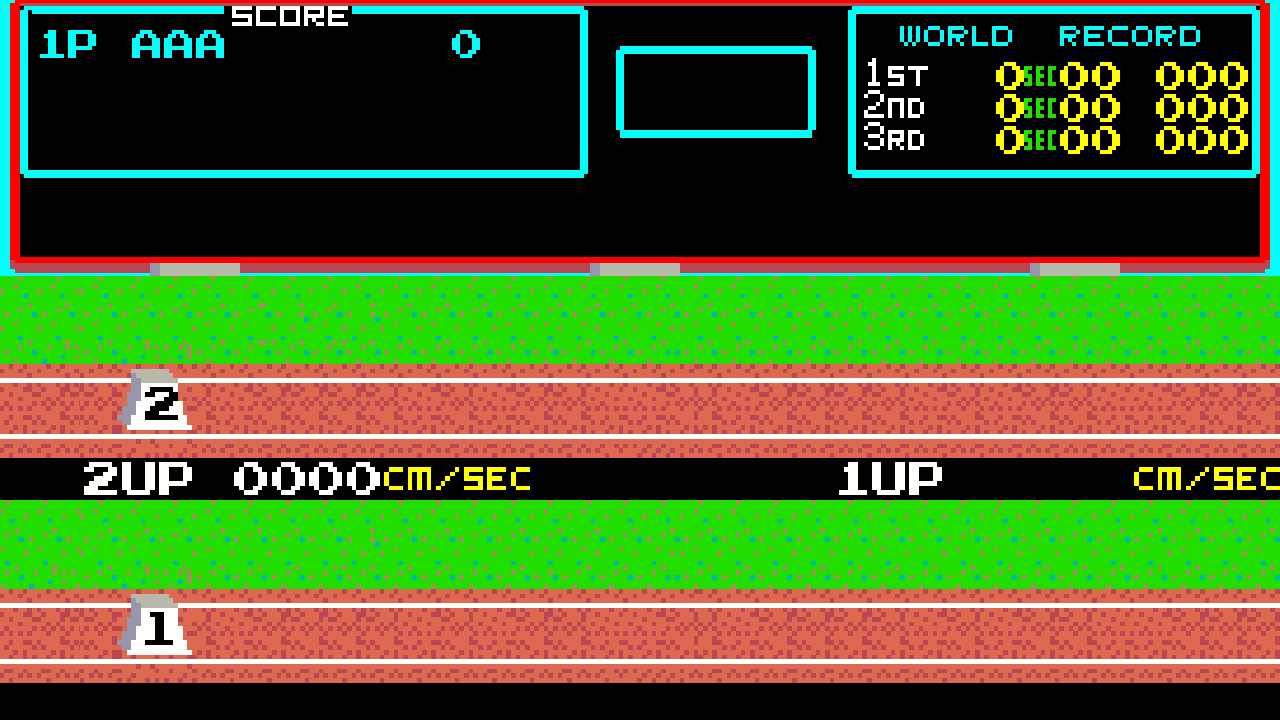 SCORE
1P AAA 0
WORLD RECORD
1ST 0SEC00 000
2ND 0SEC00 000
3RD 0SEC00 000
2
2UP 0000CM/SEC 1UP CM/SEC
1